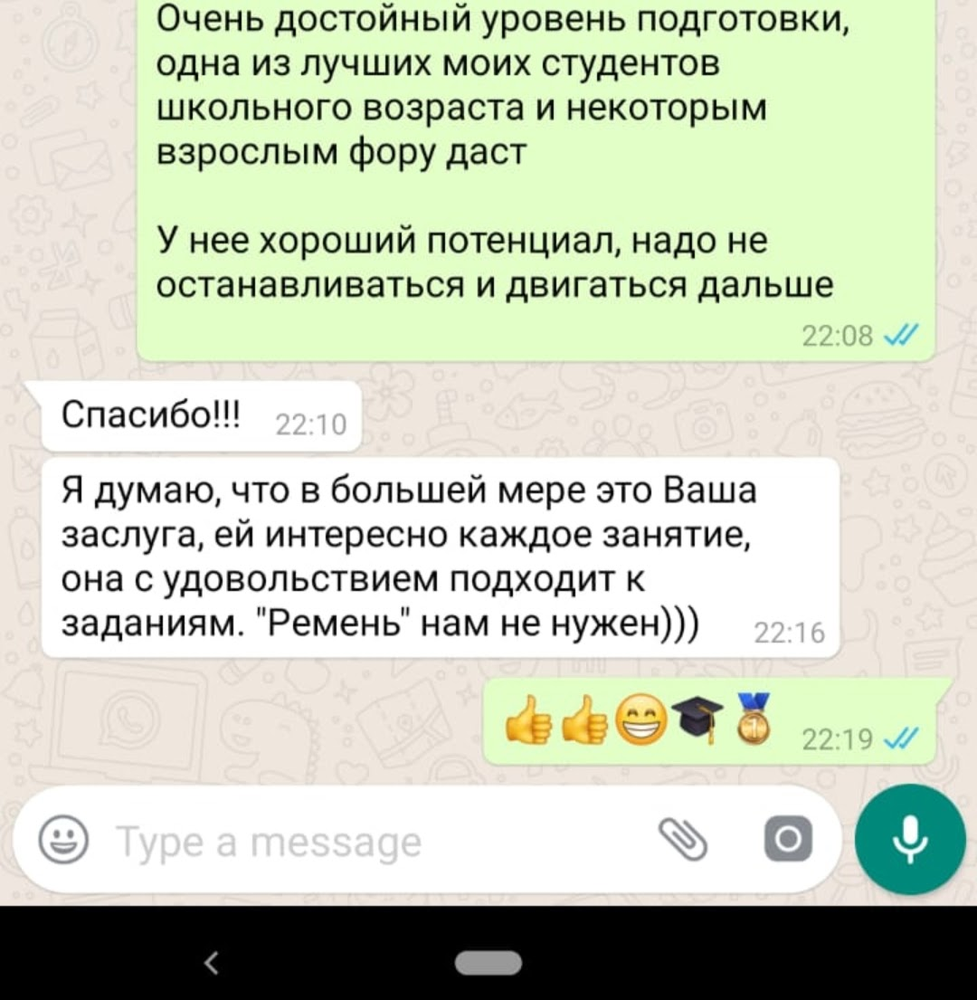 Очень достойный уровень подготовки,
одна из лучших моих студентов
школьного возраста и некоторым
взрослым фору даст
У нее хороший потенциал, надо не
останавливаться и двигаться дальше
22:08
Спасибо!!! 22:10
Я думаю, что в большей мере это Ваша
заслуга, ей интересно каждое занятие,
она с удовольствием подходит к
заданиям. "Ремень" нам не нужен))) 22:16
👍👍😁🎓🥇 22:19
Type a message